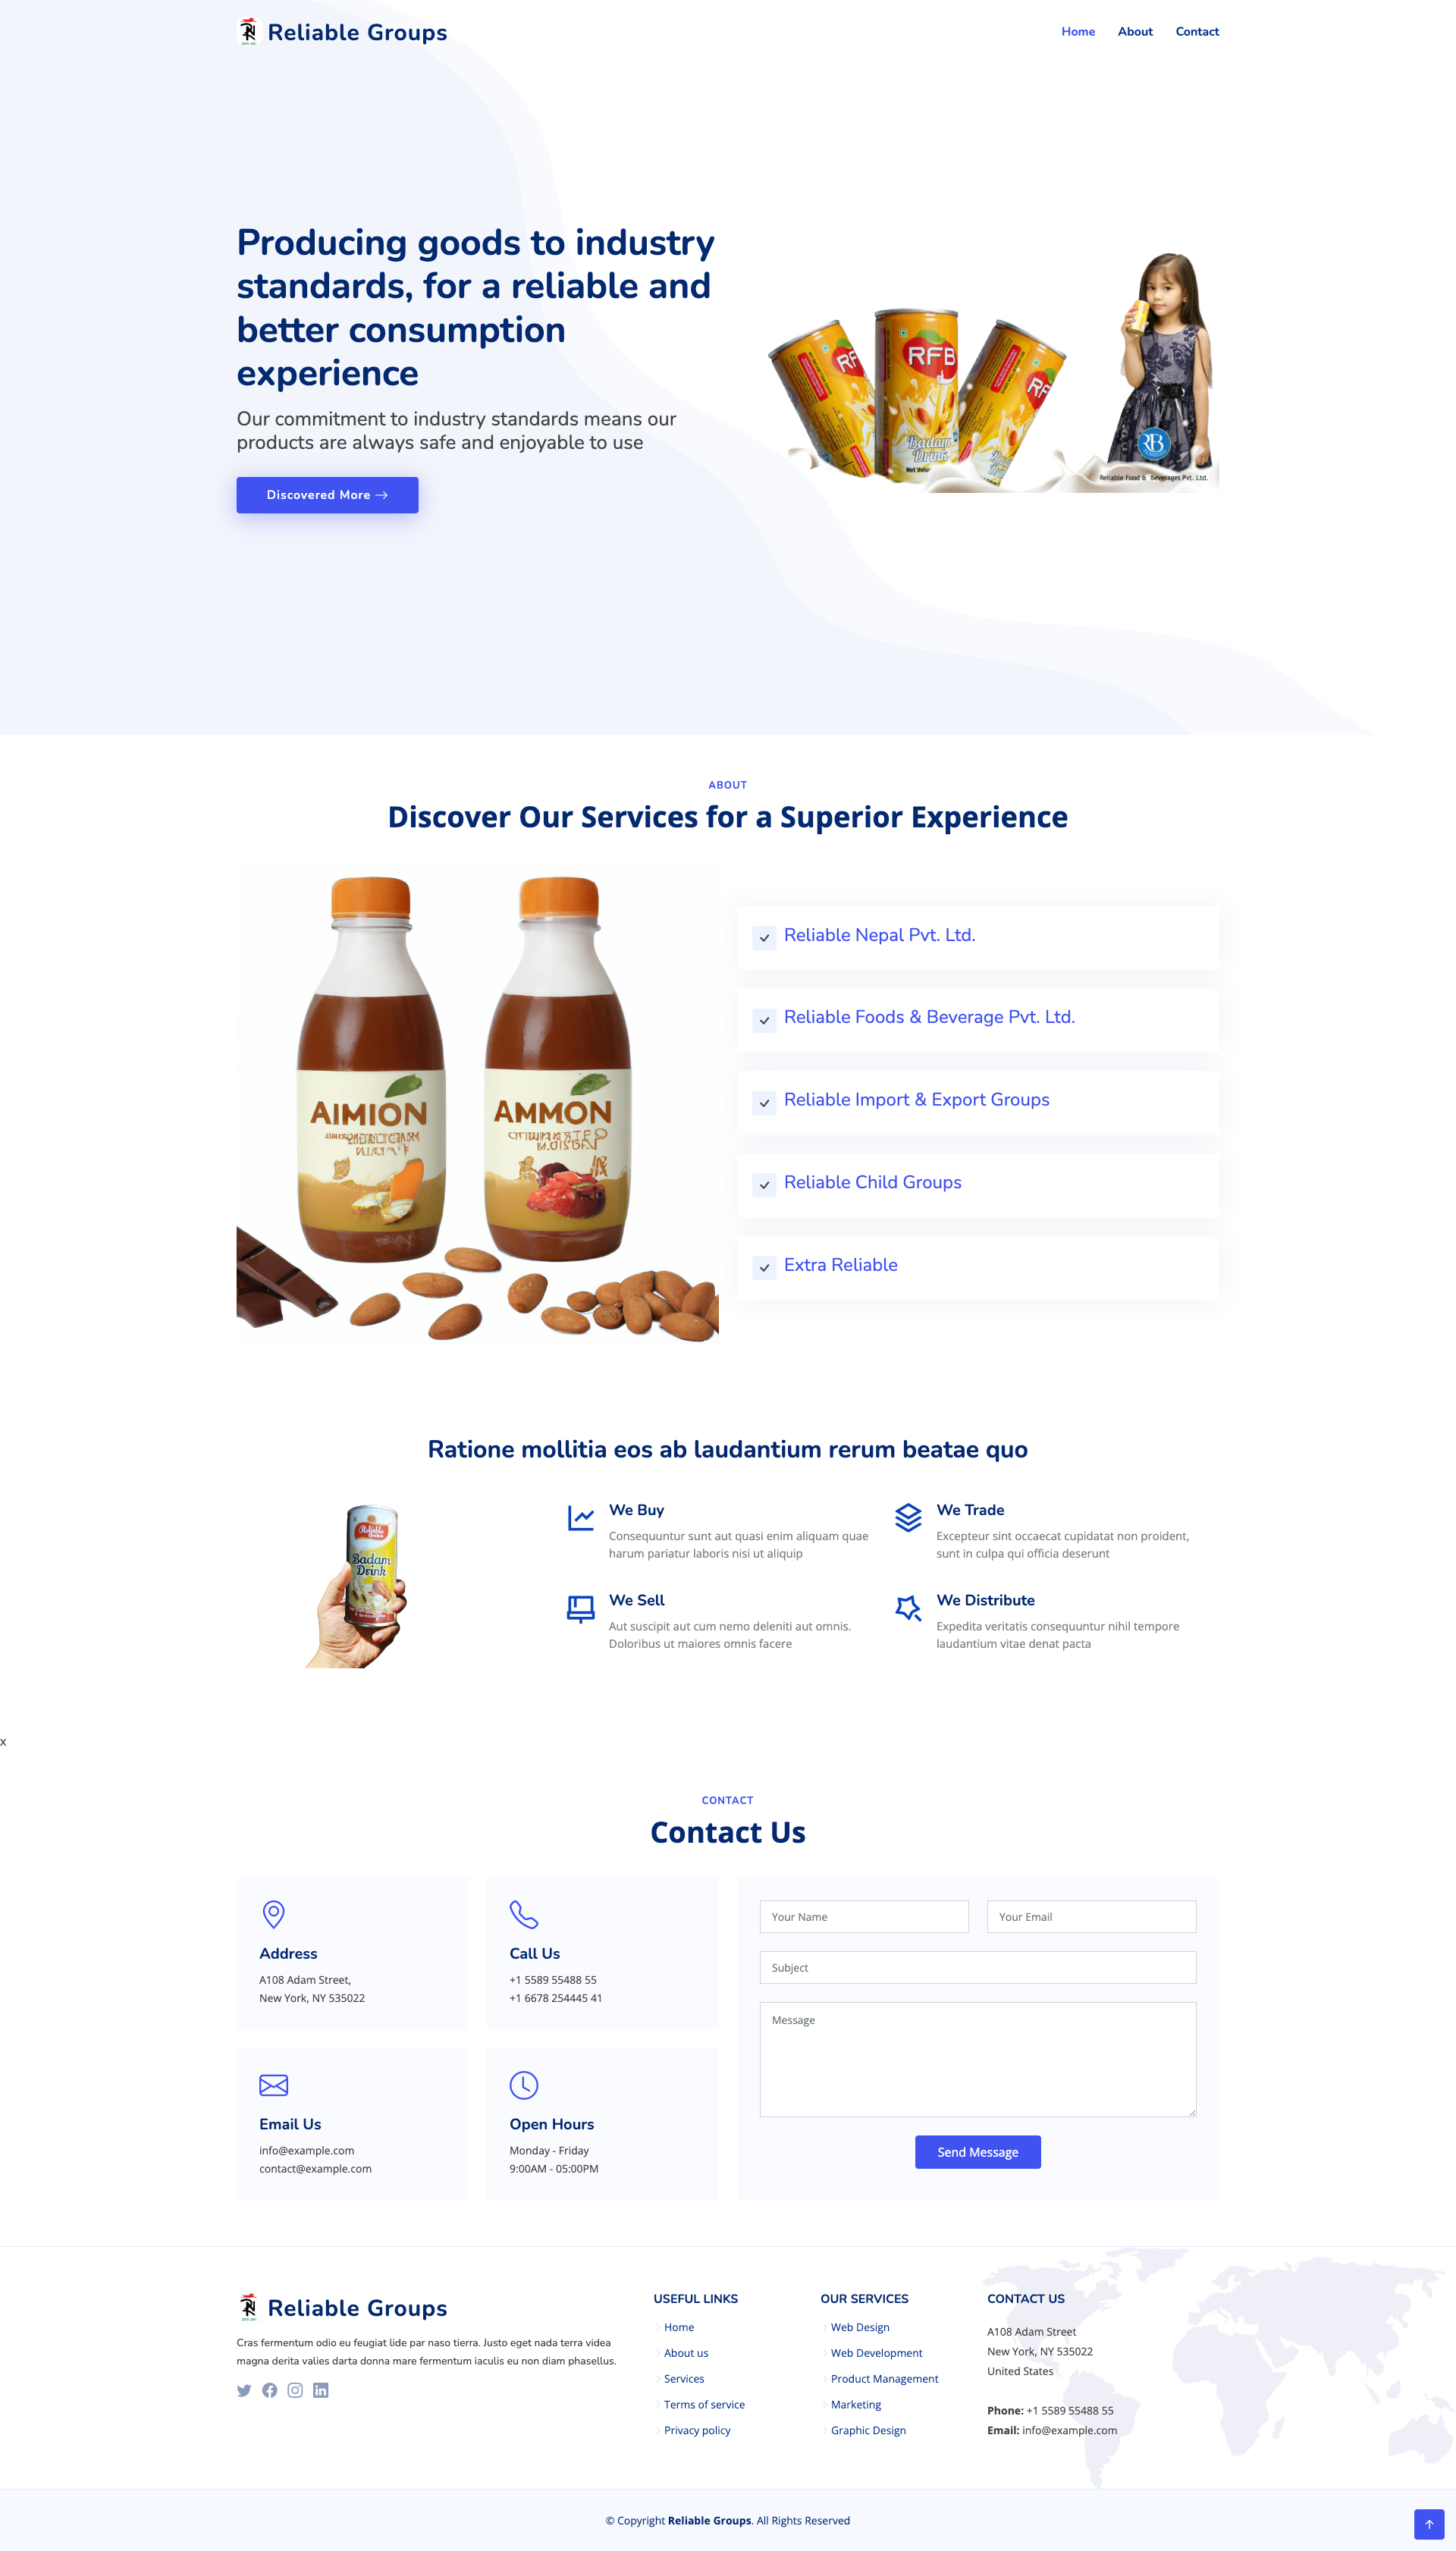 Reliable Groups
Home
About
Contact
Producing goods to industry
standards, for a reliable and
better consumption
experience
Our commitment to industry standards means our
products are always safe and enjoyable to use
Discovered More
RFB
RFB
Badam
Drink
RB
Reliable Food & Beverages Pvt. Ltd.
ABOUT
Discover Our Services for a Superior Experience
AIMION
AMMON
Reliable Nepal Pvt. Ltd.
Reliable Foods & Beverage Pvt. Ltd.
Reliable Import & Export Groups
Reliable Child Groups
Extra Reliable
Ratione mollitia eos ab laudantium rerum beatae quo
Reliable
Badam
Drink
We Buy
Consequuntur sunt aut quasi enim aliquam quae
harum pariatur laboris nisi ut aliquip
We Trade
Excepteur sint occaecat cupidatat non proident,
sunt in culpa qui officia deserunt
We Sell
Aut suscipit aut cum nemo deleniti aut omnis.
Doloribus ut maiores omnis facere
We Distribute
Expedita veritatis consequuntur nihil tempore
laudantium vitae denat pacta
x
CONTACT
Contact Us
Address
A108 Adam Street,
New York, NY 535022
Call Us
+1 5589 55488 55
+1 6678 254445 41
Email Us
info@example.com
contact@example.com
Open Hours
Monday - Friday
9:00AM - 05:00PM
Your Name
Your Email
Subject
Message
Send Message
Reliable Groups
Cras fermentum odio eu feugiat lide par naso tierra. Justo eget nada terra videa
magna derita valies darta donna mare fermentum iaculis eu non diam phasellus.
USEFUL LINKS
Home
About us
Services
Terms of service
Privacy policy
OUR SERVICES
Web Design
Web Development
Product Management
Marketing
Graphic Design
CONTACT US
A108 Adam Street
New York, NY 535022
United States
Phone: +1 5589 55488 55
Email: info@example.com
© Copyright Reliable Groups. All Rights Reserved